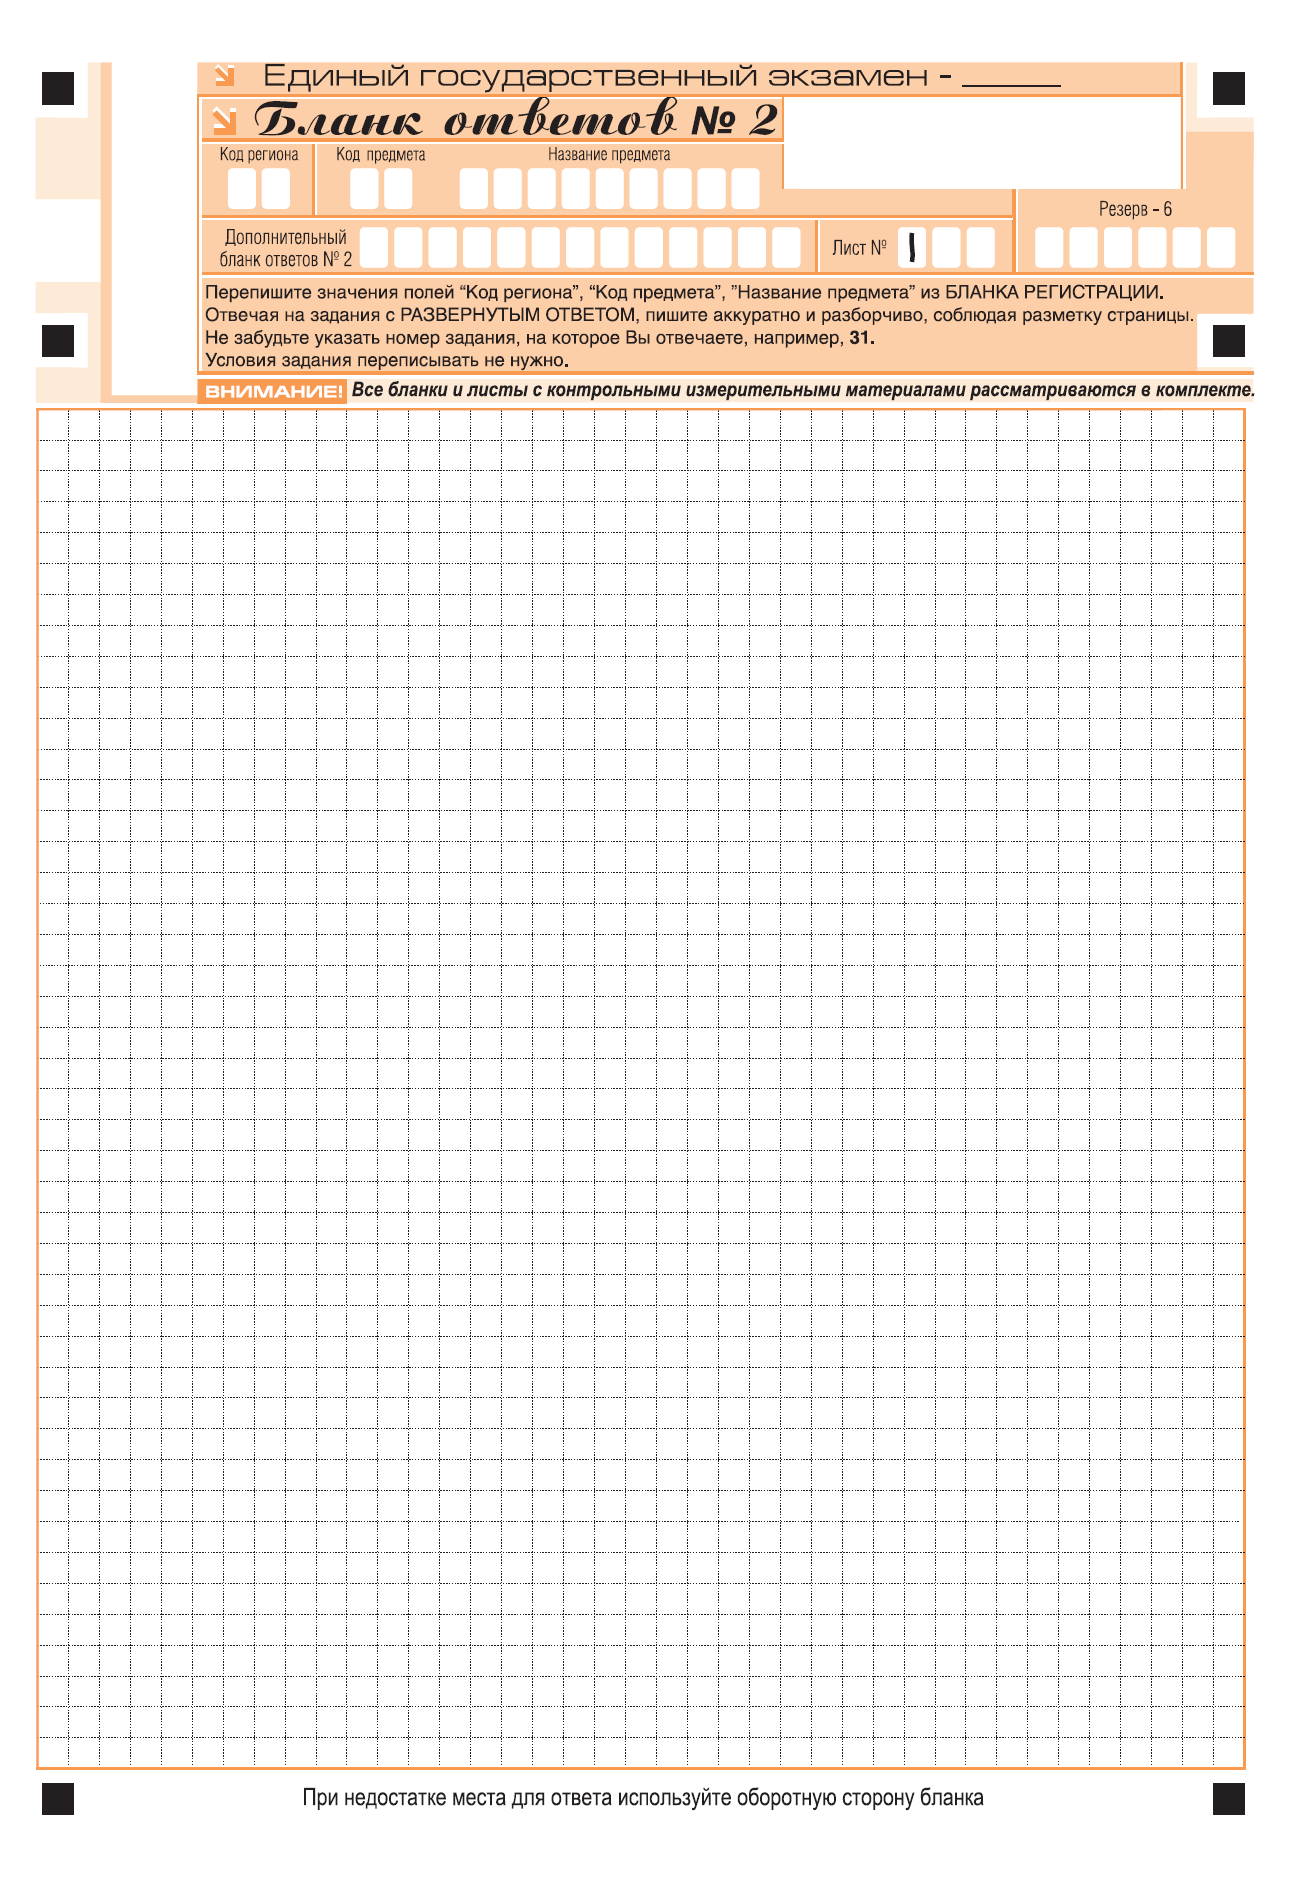 Единый государственный экзамен -
Бланк ответов № 2
Код региона Код предмета Название предмета
Резерв - 6
Дополнительный
бланк ответов № 2
Лист № 1
Перепишите значения полей “Код региона”, “Код предмета”, ”Название предмета” из БЛАНКА РЕГИСТРАЦИИ.
Отвечая на задания с РАЗВЕРНУТЫМ ОТВЕТОМ, пишите аккуратно и разборчиво, соблюдая разметку страницы.
Не забудьте указать номер задания, на которое Вы отвечаете, например, 31.
Условия задания переписывать не нужно.
ВНИМАНИЕ! Все бланки и листы с контрольными измерительными материалами рассматриваются в комплекте.
При недостатке места для ответа используйте оборотную сторону бланка